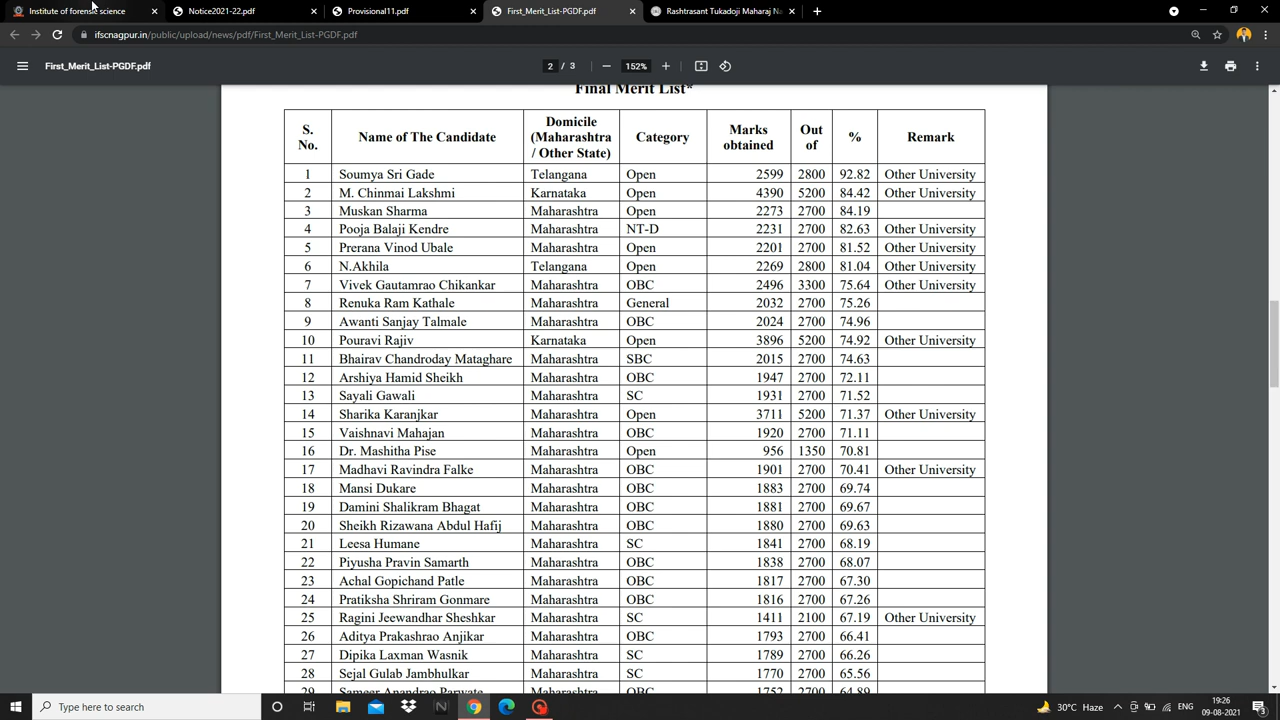 Institute of forensic science
Notice2021-22.pdf
Provisional11.pdf
First_Merit_List-PGDF.pdf
Rashtrasant Tukadoji Maharaj Na
ifscnagpur.in/public/upload/news/pdf/First_Merit_List-PGDF.pdf
First_Merit_List-PGDF.pdf
2 / 3
152%
Final Merit List*
S. No. Name of The Candidate Domicile (Maharashtra / Other State) Category Marks obtained Out of % Remark
1 Soumya Sri Gade Telangana Open 2599 2800 92.82 Other University
2 M. Chinmai Lakshmi Karnataka Open 4390 5200 84.42 Other University
3 Muskan Sharma Maharashtra Open 2273 2700 84.19
4 Pooja Balaji Kendre Maharashtra NT-D 2231 2700 82.63 Other University
5 Prerana Vinod Ubale Maharashtra Open 2201 2700 81.52 Other University
6 N.Akhila Telangana Open 2269 2800 81.04 Other University
7 Vivek Gautamrao Chikankar Maharashtra OBC 2496 3300 75.64 Other University
8 Renuka Ram Kathale Maharashtra General 2032 2700 75.26
9 Awanti Sanjay Talmale Maharashtra OBC 2024 2700 74.96
10 Pouravi Rajiv Karnataka Open 3896 5200 74.92 Other University
11 Bhairav Chandroday Mataghare Maharashtra SBC 2015 2700 74.63
12 Arshiya Hamid Sheikh Maharashtra OBC 1947 2700 72.11
13 Sayali Gawali Maharashtra SC 1931 2700 71.52
14 Sharika Karanjkar Maharashtra Open 3711 5200 71.37 Other University
15 Vaishnavi Mahajan Maharashtra OBC 1920 2700 71.11
16 Dr. Mashitha Pise Maharashtra Open 956 1350 70.81
17 Madhavi Ravindra Falke Maharashtra OBC 1901 2700 70.41 Other University
18 Mansi Dukare Maharashtra OBC 1883 2700 69.74
19 Damini Shalikram Bhagat Maharashtra OBC 1881 2700 69.67
20 Sheikh Rizawana Abdul Hafij Maharashtra OBC 1880 2700 69.63
21 Leesa Humane Maharashtra SC 1841 2700 68.19
22 Piyusha Pravin Samarth Maharashtra OBC 1838 2700 68.07
23 Achal Gopichand Patle Maharashtra OBC 1817 2700 67.30
24 Pratiksha Shriram Gonmare Maharashtra OBC 1816 2700 67.26
25 Ragini Jeewandhar Sheshkar Maharashtra SC 1411 2100 67.19 Other University
26 Aditya Prakashrao Anjikar Maharashtra OBC 1793 2700 66.41
27 Dipika Laxman Wasnik Maharashtra SC 1789 2700 66.26
28 Sejal Gulab Jambhulkar Maharashtra SC 1770 2700 65.56
29 Sameer Anandrao Parvate Maharashtra OBC 1752 2700 64.89
Type here to search
30°C Haze
ENG
19:26
09-08-2021